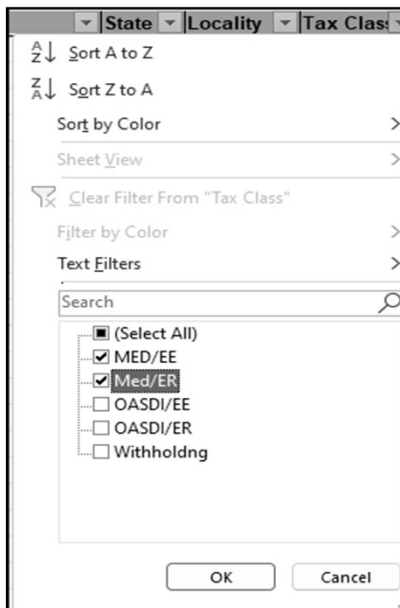 State Locality Tax Class
Sort A to Z
Sort Z to A
Sort by Color
Sheet View
Clear Filter From "Tax Class"
Filter by Color
Text Filters
Search
(Select All)
MED/EE
Med/ER
OASDI/EE
OASDI/ER
Withholdng
OK Cancel